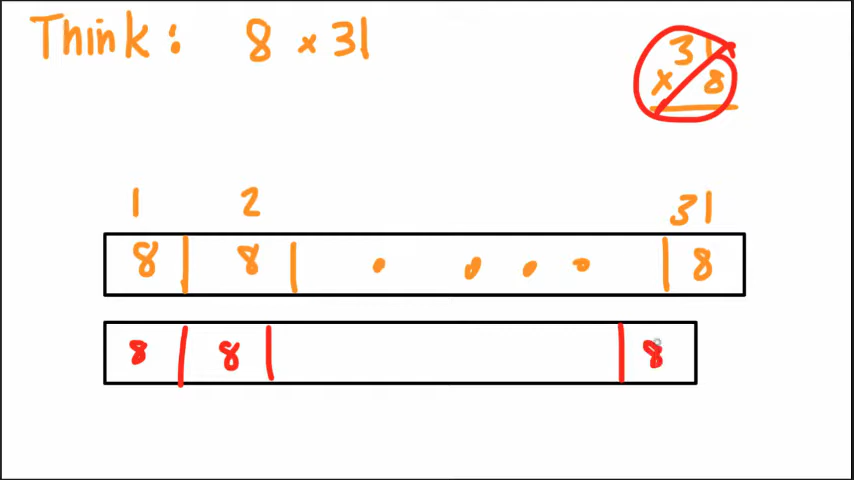 Think: 8 x 31
31
x 8
1 2 31
8 8 . . . . 8
8 8 8